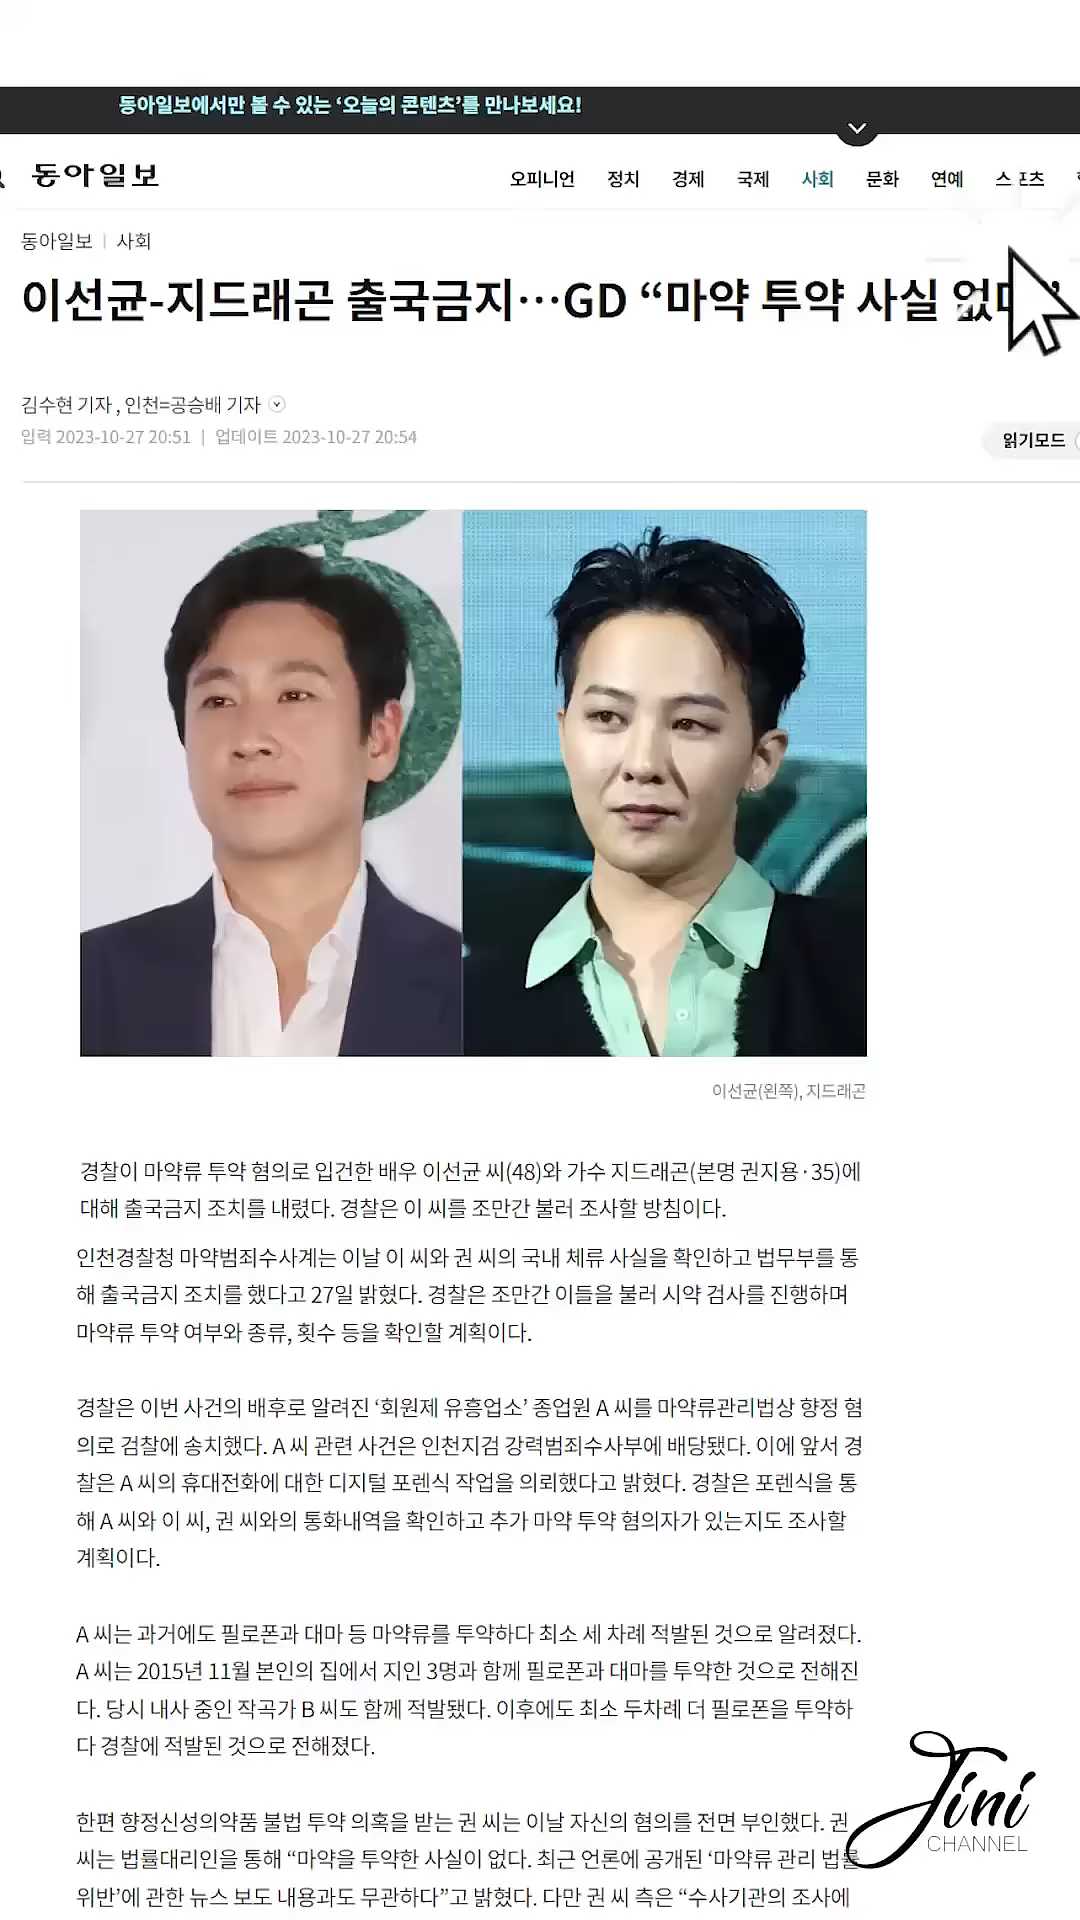 동아일보에서만 볼 수 있는 ‘오늘의 콘텐츠’를 만나보세요!
동아일보 오피니언 정치 경제 국제 사회 문화 연예 스포츠
동아일보 | 사회
이선균-지드래곤 출국금지…GD “마약 투약 사실
김수현 기자 , 인천=공승배 기자
입력 2023-10-27 20:51 | 업데이트 2023-10-27 20:54
읽기모드
이선균(왼쪽), 지드래곤
경찰이 마약류 투약 혐의로 입건한 배우 이선균 씨(48)와 가수 지드래곤(본명 권지용·35)에
대해 출국금지 조치를 내렸다. 경찰은 이 씨를 조만간 불러 조사할 방침이다.
인천경찰청 마약범죄수사계는 이날 이 씨와 권 씨의 국내 체류 사실을 확인하고 법무부를 통
해 출국금지 조치를 했다고 27일 밝혔다. 경찰은 조만간 이들을 불러 시약 검사를 진행하며
마약류 투약 여부와 종류, 횟수 등을 확인할 계획이다.
경찰은 이번 사건의 배후로 알려진 ‘회원제 유흥업소’ 종업원 A 씨를 마약류관리법상 향정 혐
의로 검찰에 송치했다. A 씨 관련 사건은 인천지검 강력범죄수사부에 배당됐다. 이에 앞서 경
찰은 A 씨의 휴대전화에 대한 디지털 포렌식 작업을 의뢰했다고 밝혔다. 경찰은 포렌식을 통
해 A 씨와 이 씨, 권 씨와의 통화내역을 확인하고 추가 마약 투약 혐의자가 있는지도 조사할
계획이다.
A 씨는 과거에도 필로폰과 대마 등 마약류를 투약하다 최소 세 차례 적발된 것으로 알려졌다.
A 씨는 2015년 11월 본인의 집에서 지인 3명과 함께 필로폰과 대마를 투약한 것으로 전해진
다. 당시 내사 중인 작곡가 B 씨도 함께 적발됐다. 이후에도 최소 두차례 더 필로폰을 투약하
다 경찰에 적발된 것으로 전해졌다.
한편 향정신성의약품 불법 투약 의혹을 받는 권 씨는 이날 자신의 혐의를 전면 부인했다. 권
씨는 법률대리인을 통해 “마약을 투약한 사실이 없다. 최근 언론에 공개된 ‘마약류 관리 법률
위반’에 관한 뉴스 보도 내용과도 무관하다”고 밝혔다. 다만 권 씨 측은 “수사기관의 조사에
Jini
CHANNEL